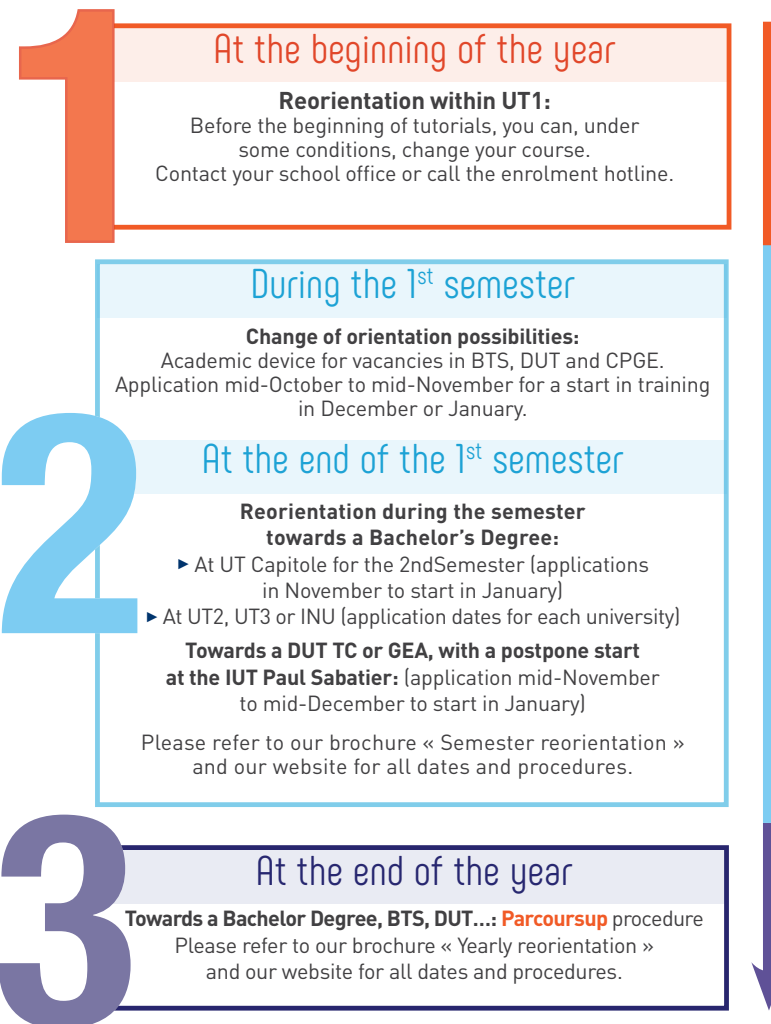 1
At the beginning of the year
Reorientation within UT1:
Before the beginning of tutorials, you can, under
some conditions, change your course.
Contact your school office or call the enrolment hotline.
2
During the 1st semester
Change of orientation possibilities:
Academic device for vacancies in BTS, DUT and CPGE.
Application mid-October to mid-November for a start in training
in December or January.
At the end of the 1st semester
Reorientation during the semester
towards a Bachelor's Degree:
▸ At UT Capitole for the 2ndSemester (applications
in November to start in January)
▸ At UT2, UT3 or INU (application dates for each university)
Towards a DUT TC or GEA, with a postpone start
at the IUT Paul Sabatier: (application mid-November
to mid-December to start in January)
Please refer to our brochure « Semester reorientation »
and our website for all dates and procedures.
3
At the end of the year
Towards a Bachelor Degree, BTS, DUT...: Parcoursup procedure
Please refer to our brochure « Yearly reorientation »
and our website for all dates and procedures.